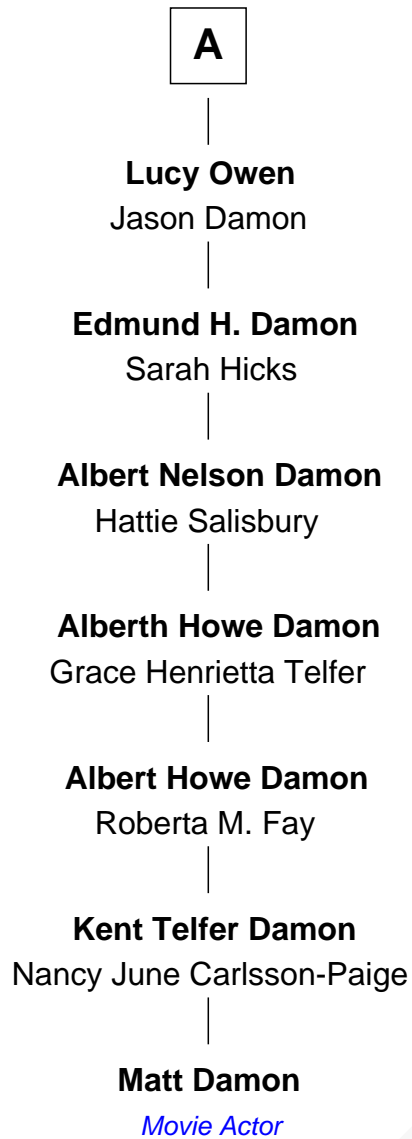 A
Lucy Owen
Jason Damon
Edmund H. Damon
Sarah Hicks
Albert Nelson Damon
Hattie Salisbury
Alberth Howe Damon
Grace Henrietta Telfer
Albert Howe Damon
Roberta M. Fay
Kent Telfer Damon
Nancy June Carlsson-Paige
Matt Damon
Movie Actor